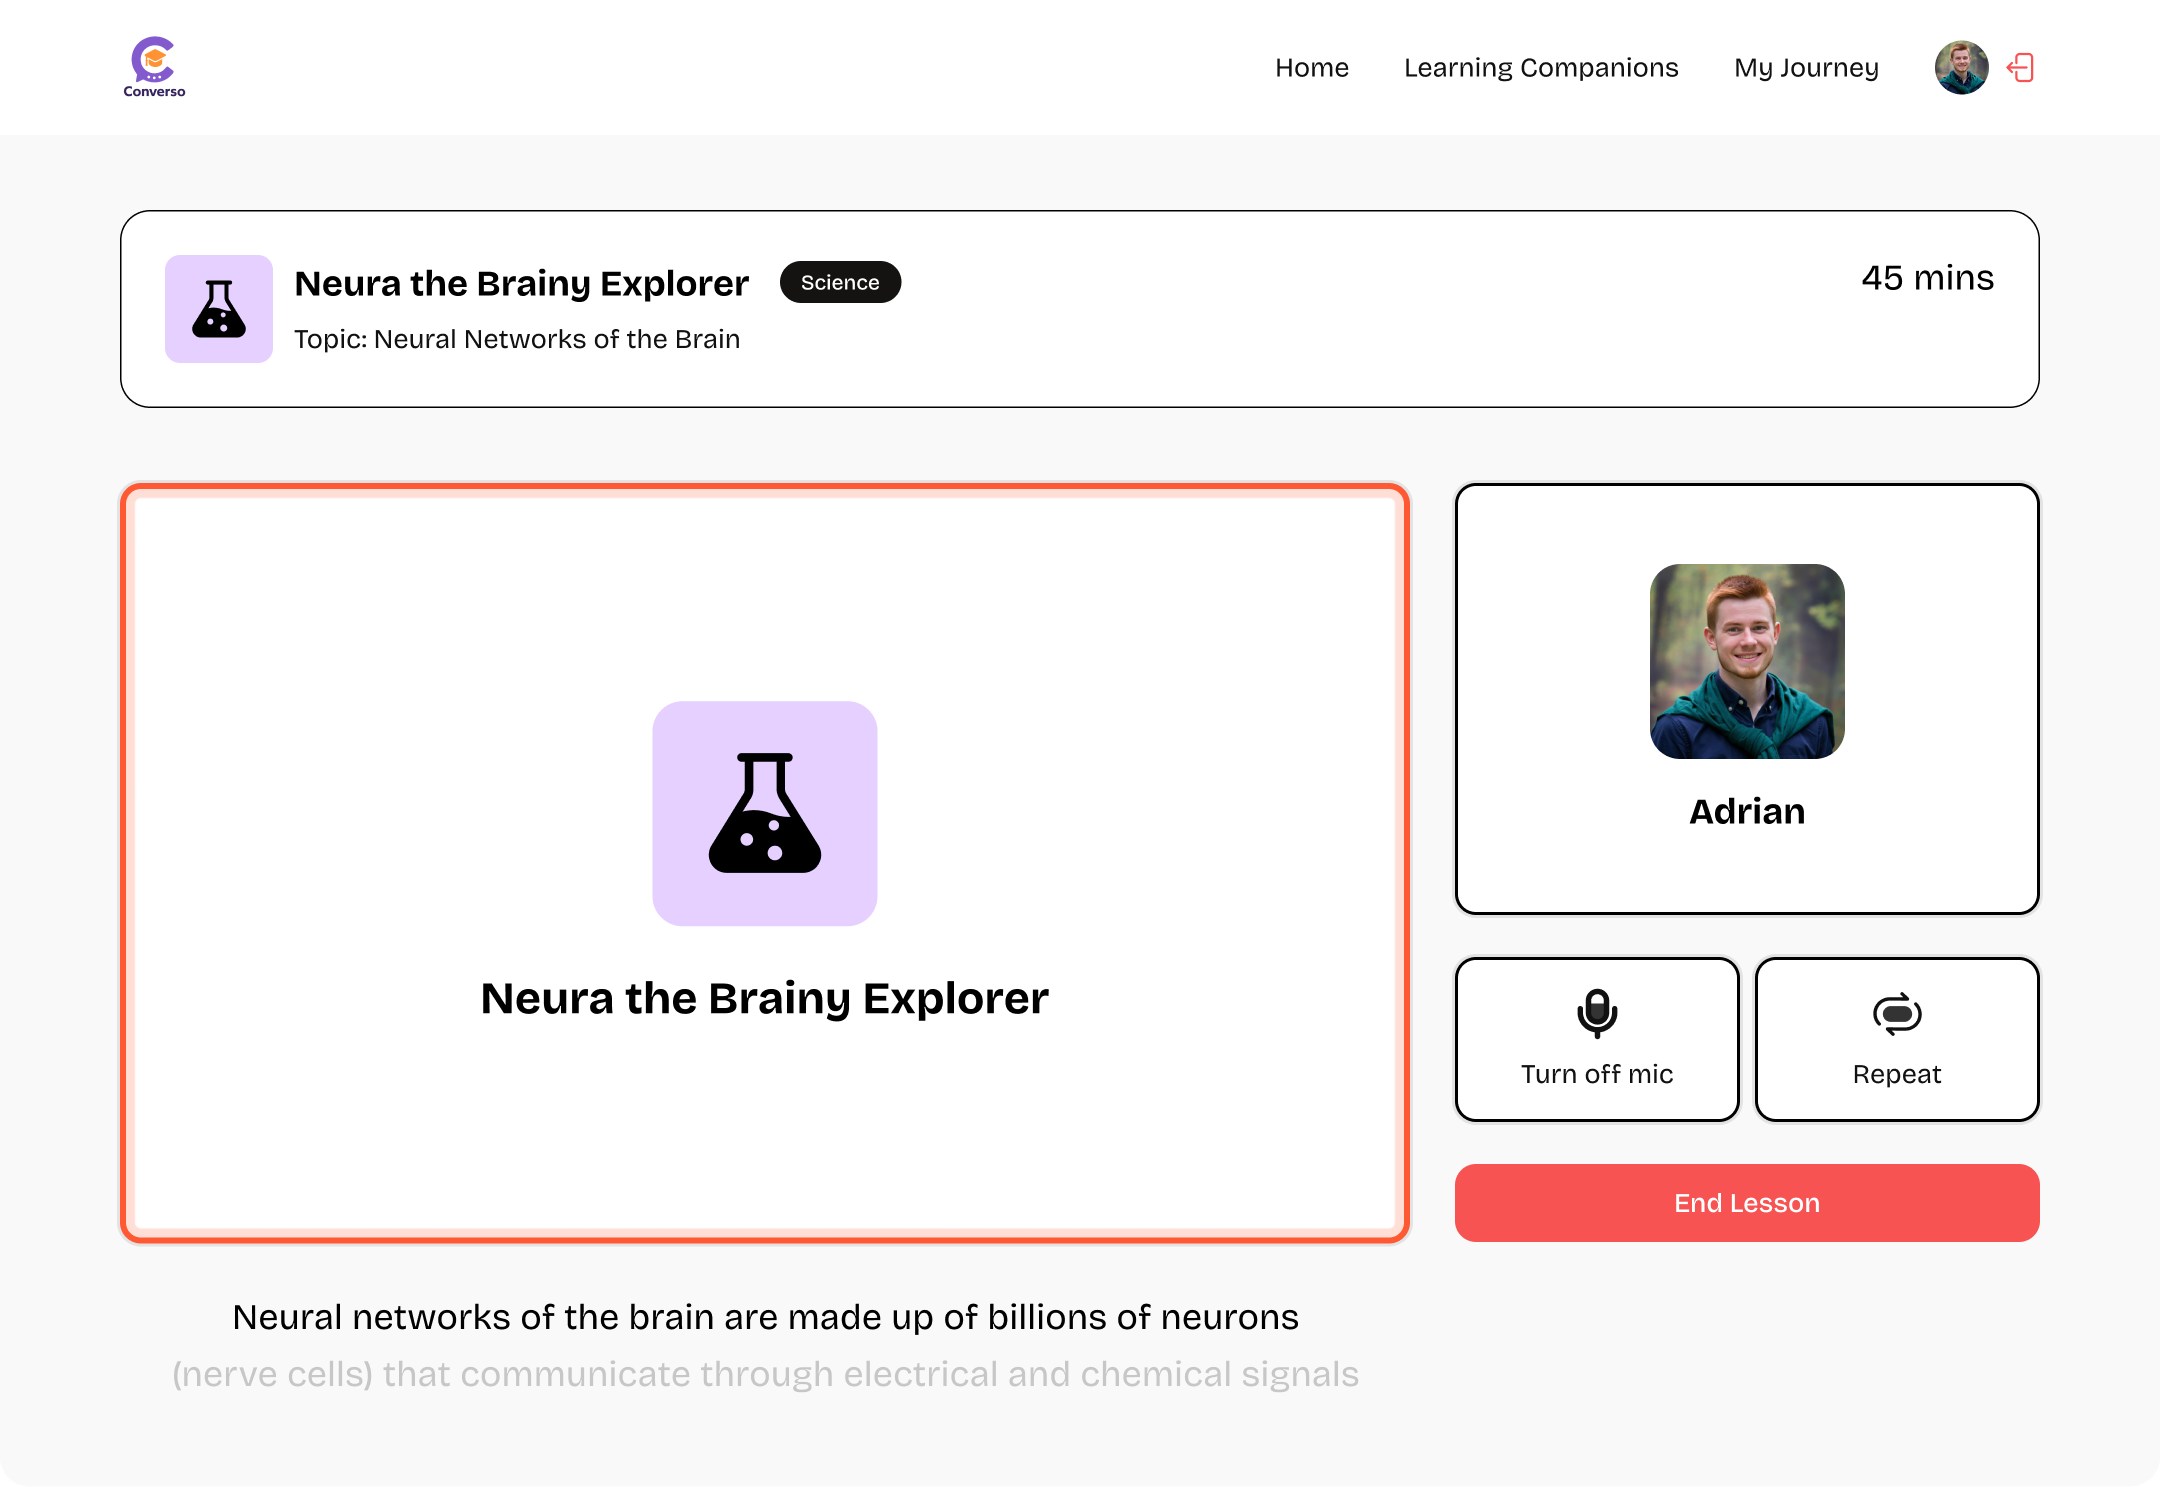 Converso
Home
Learning Companions
My Journey
Neura the Brainy Explorer
Science
45 mins
Topic: Neural Networks of the Brain
Neura the Brainy Explorer
Adrian
Turn off mic
Repeat
End Lesson
Neural networks of the brain are made up of billions of neurons
(nerve cells) that communicate through electrical and chemical signals